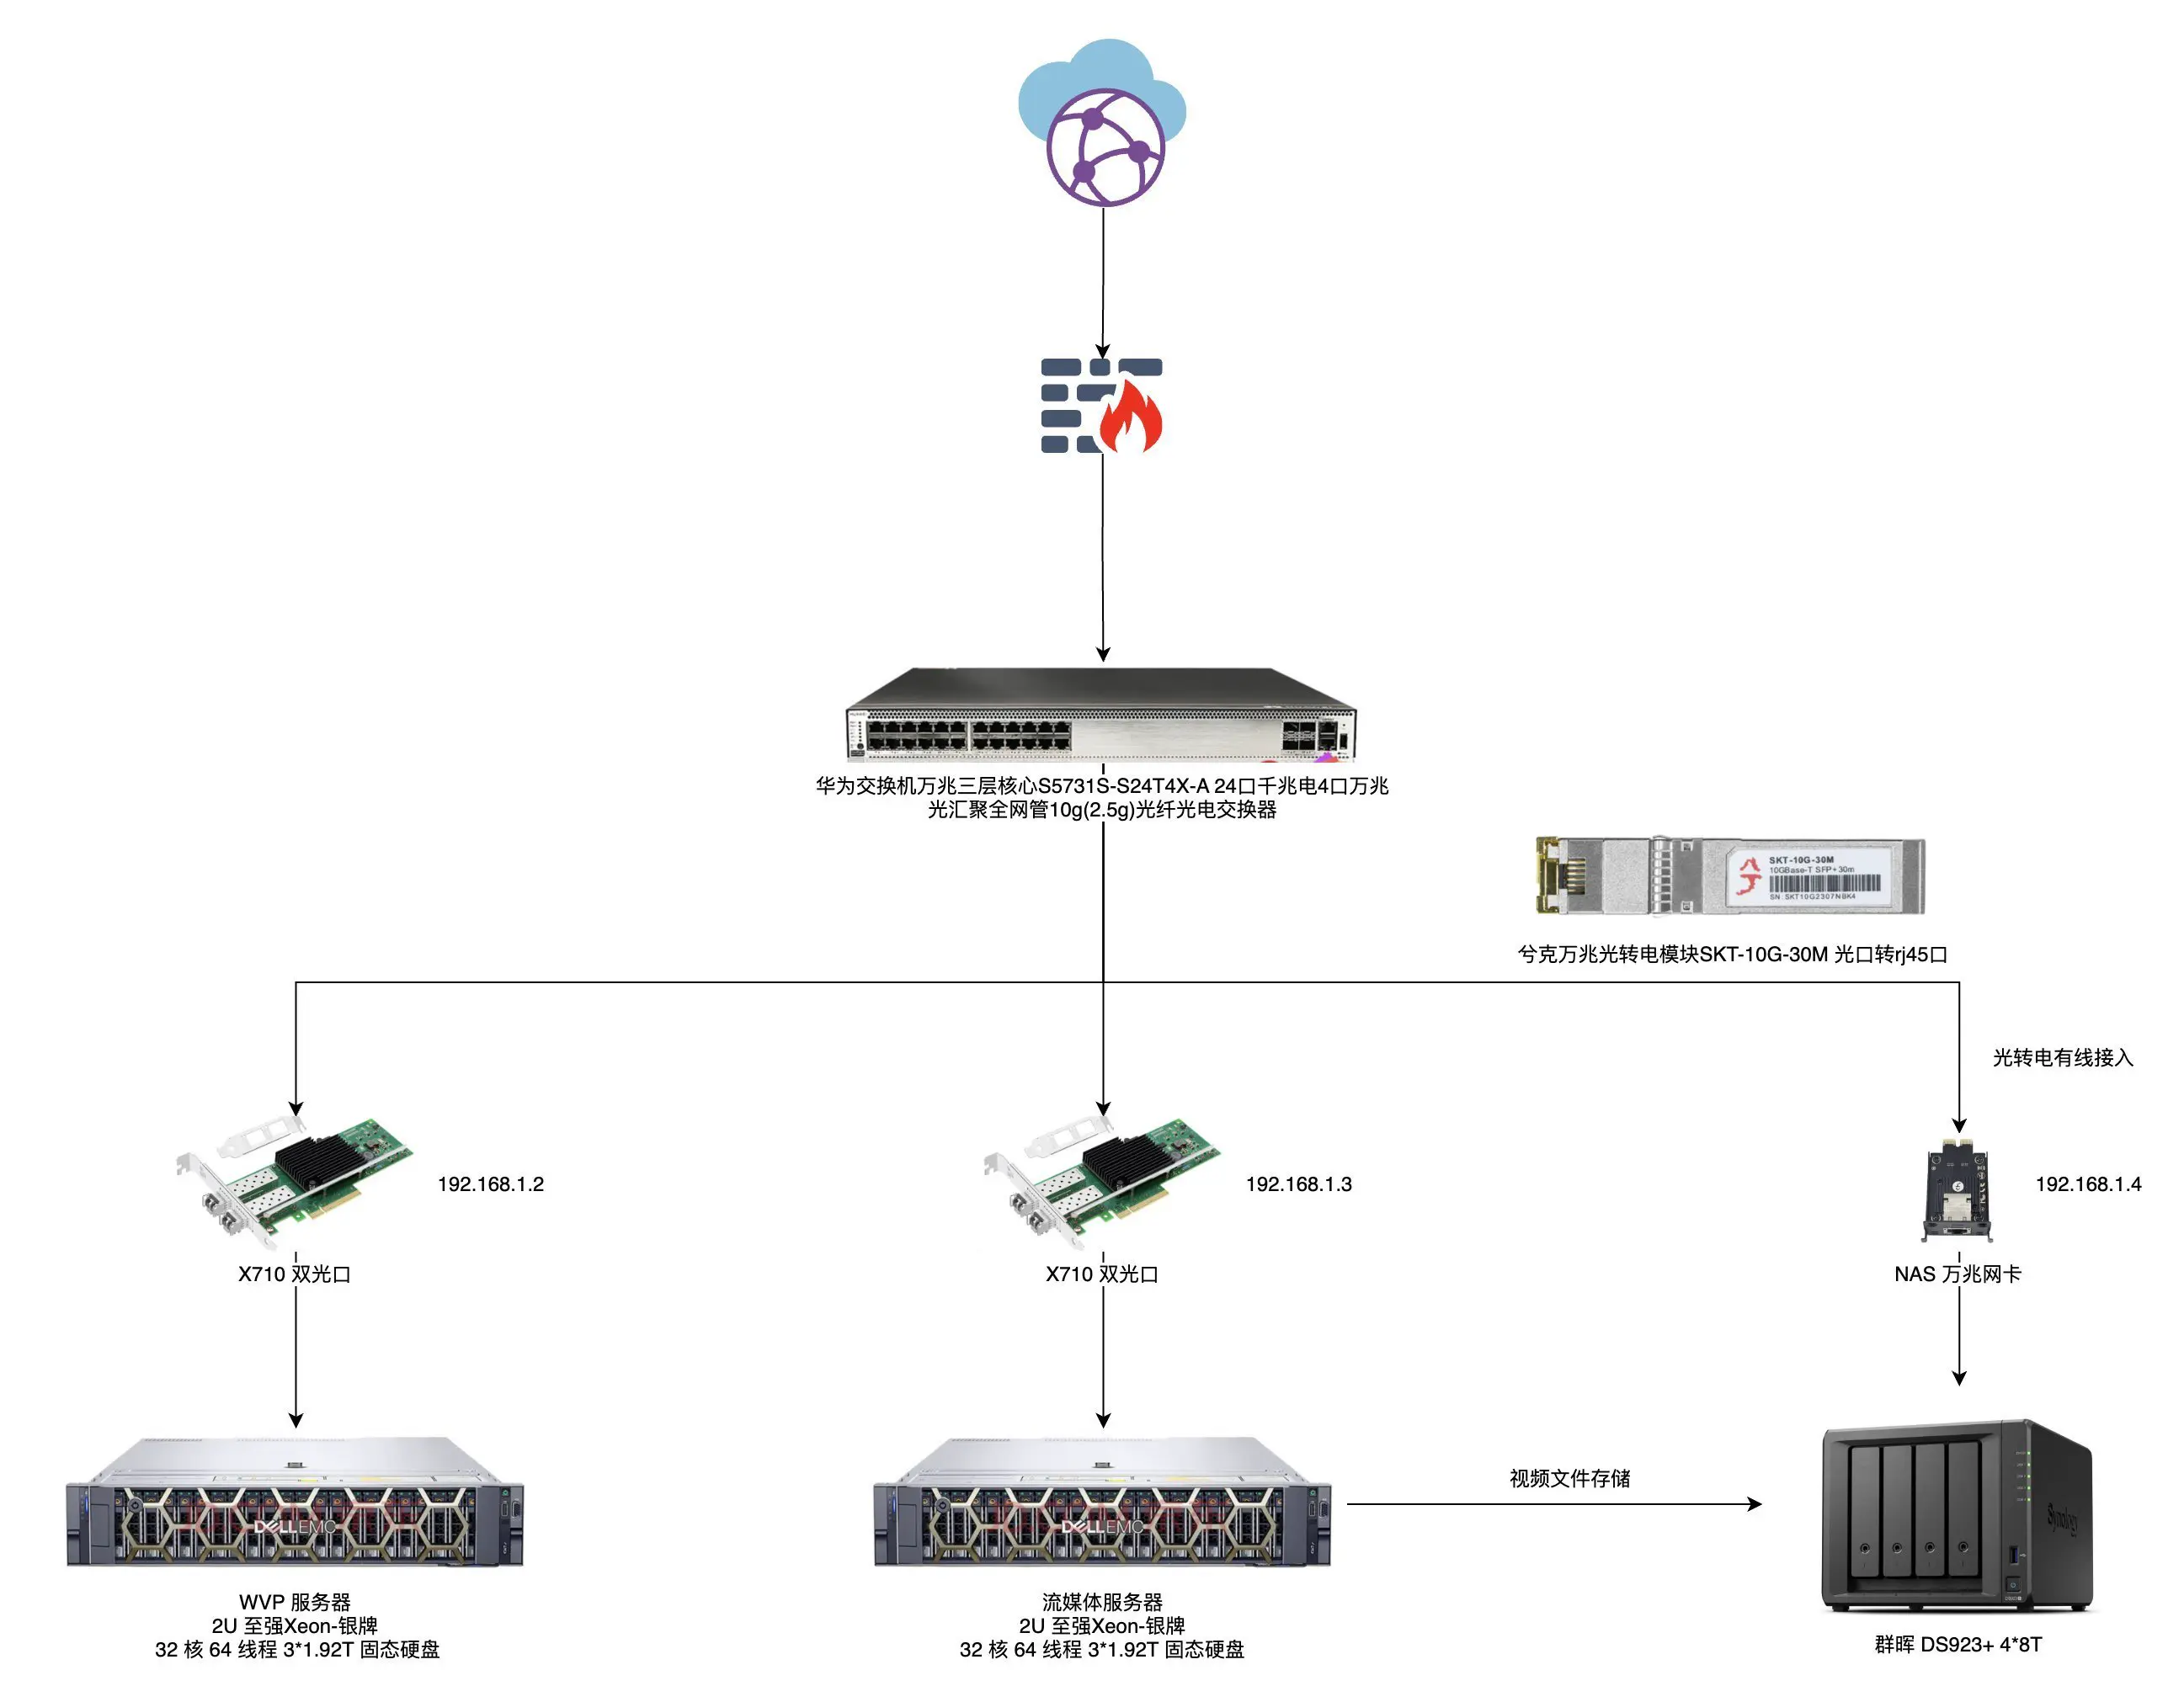 华为交换机万兆三层核心S5731S-S24T4X-A 24口千兆电4口万兆
光汇聚全网管10g(2.5g)光纤光电交换器
SKT-10G-30M
10GBase-T SFP+30m
SN: SKT10G2307NBK4
兮克万兆光转电模块SKT-10G-30M 光口转rj45口
光转电有线接入
192.168.1.2
192.168.1.3
192.168.1.4
X710 双光口
X710 双光口
NAS 万兆网卡
视频文件存储
DELLEMC
DELLEMC
Synology
WVP 服务器
2U 至强Xeon-银牌
32 核 64 线程 3*1.92T 固态硬盘
流媒体服务器
2U 至强Xeon-银牌
32 核 64 线程 3*1.92T 固态硬盘
群晖 DS923+ 4*8T